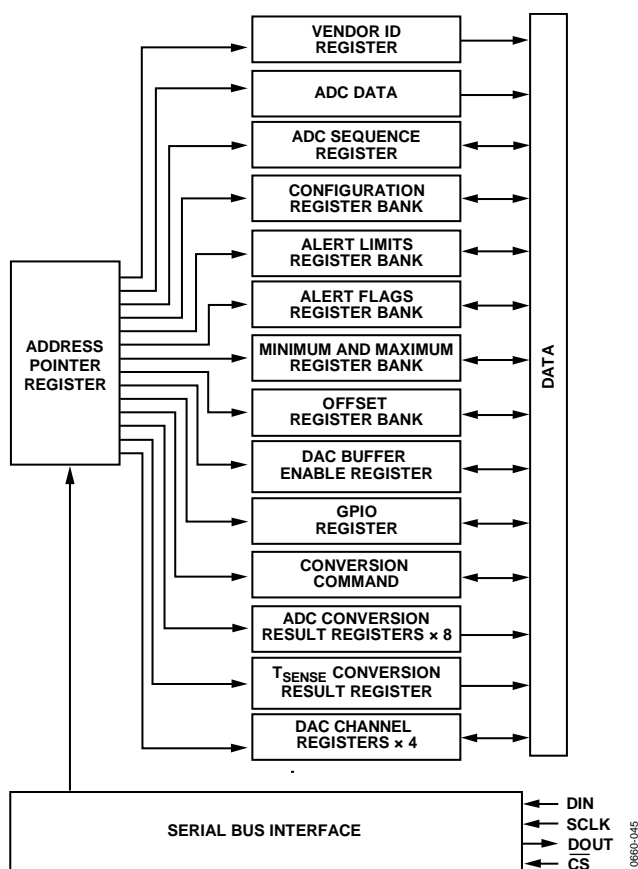 VENDOR ID
REGISTER
ADC DATA
ADC SEQUENCE
REGISTER
CONFIGURATION
REGISTER BANK
ALERT LIMITS
REGISTER BANK
ALERT FLAGS
REGISTER BANK
ADDRESS
POINTER
REGISTER
MINIMUM AND MAXIMUM
REGISTER BANK
DATA
OFFSET
REGISTER BANK
DAC BUFFER
ENABLE REGISTER
GPIO
REGISTER
CONVERSION
COMMAND
ADC CONVERSION
RESULT REGISTERS × 8
TSENSE CONVERSION
RESULT REGISTER
DAC CHANNEL
REGISTERS × 4
SERIAL BUS INTERFACE
DIN
SCLK
DOUT
CS
0660-045